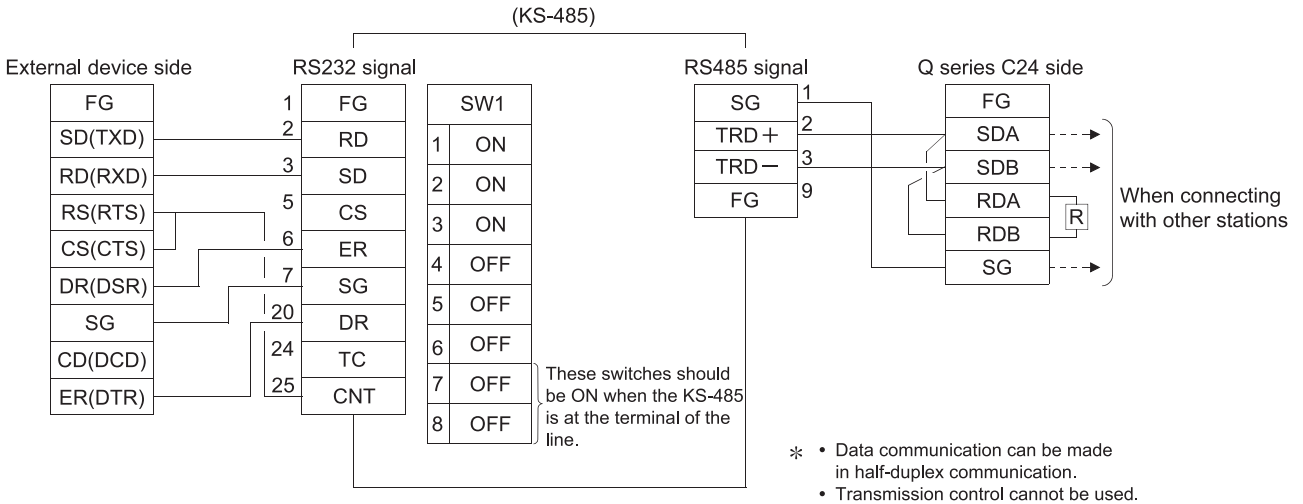 (KS-485)
External device side
FG
SD(TXD)
RD(RXD)
RS(RTS)
CS(CTS)
DR(DSR)
SG
CD(DCD)
ER(DTR)
RS232 signal
1 FG
2 RD
3 SD
5 CS
6 ER
7 SG
20 DR
24 TC
25 CNT
SW1
1 ON
2 ON
3 ON
4 OFF
5 OFF
6 OFF
7 OFF
8 OFF
These switches should
be ON when the KS-485
is at the terminal of the
line.
RS485 signal
SG 1
TRD+ 2
TRD− 3
FG 9
Q series C24 side
FG
SDA
SDB
RDA
RDB
SG
R
When connecting
with other stations
* • Data communication can be made
in half-duplex communication.
• Transmission control cannot be used.